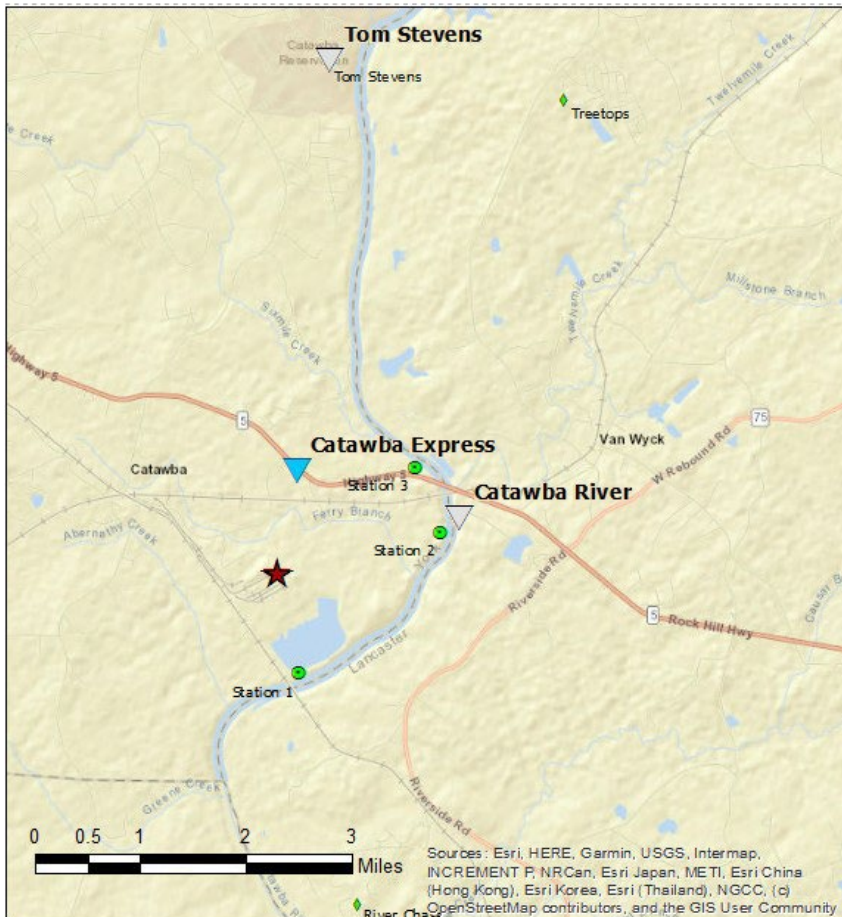 Tom Stevens
Catawba
Reservation
Tom Stevens
Treetops
Twelvemile Creek
Creek
Twelvemile Creek
Millstone Branch
Sixmile Creek
Highway 5
5
75
Catawba Express
Van Wyck
W Rebound Rd
Catawba
Highway 5
Station 3
Catawba River
Ferry Branch
Abernathy Creek
Station 2
York
Riverside Rd
5
Rock Hill Hwy
Lancaster
Station 1
Greene Creek
Riverside Rd
0 0.5 1 2 3
Miles
Sources: Esri, HERE, Garmin, USGS, Intermap,
INCREMENT P, NRCan, Esri Japan, METI, Esri China
(Hong Kong), Esri Korea, Esri (Thailand), NGCC, (c)
OpenStreetMap contributors, and the GIS User Community
River